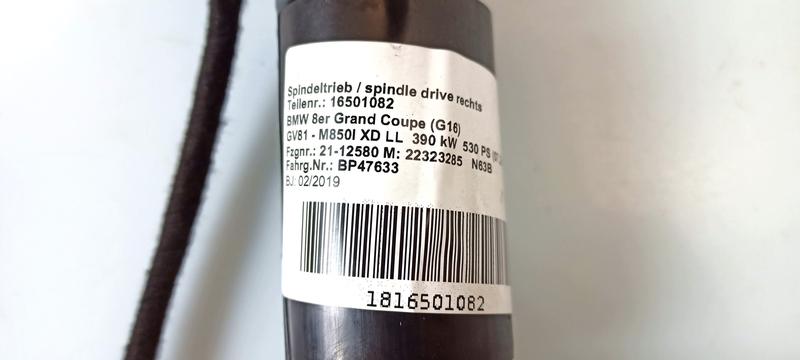 Spindeltrieb / spindle drive rechts
Teilenr.: 16501082
BMW 8er Grand Coupe (G16)
GV81 - M850I XD LL 390 kW 530 PS
Fzgnr.: 21-12580 M: 22323285 N63B
Fahrg.Nr.: BP47633
BJ: 02/2019
1816501082